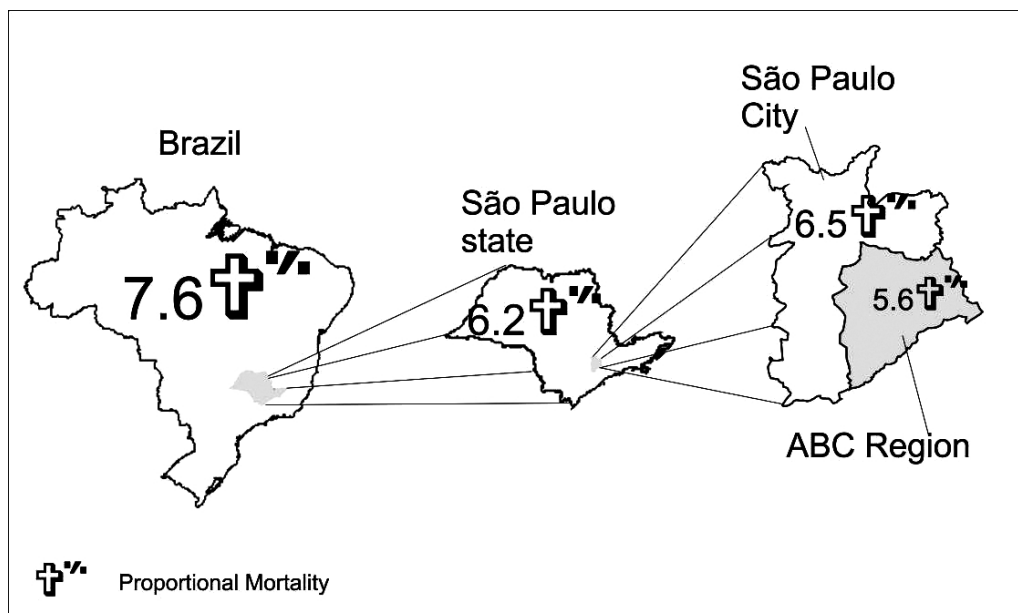 Brazil
7.6 %
São Paulo
state
6.2 %
São Paulo
City
6.5 %
5.6 %
ABC Region
% Proportional Mortality